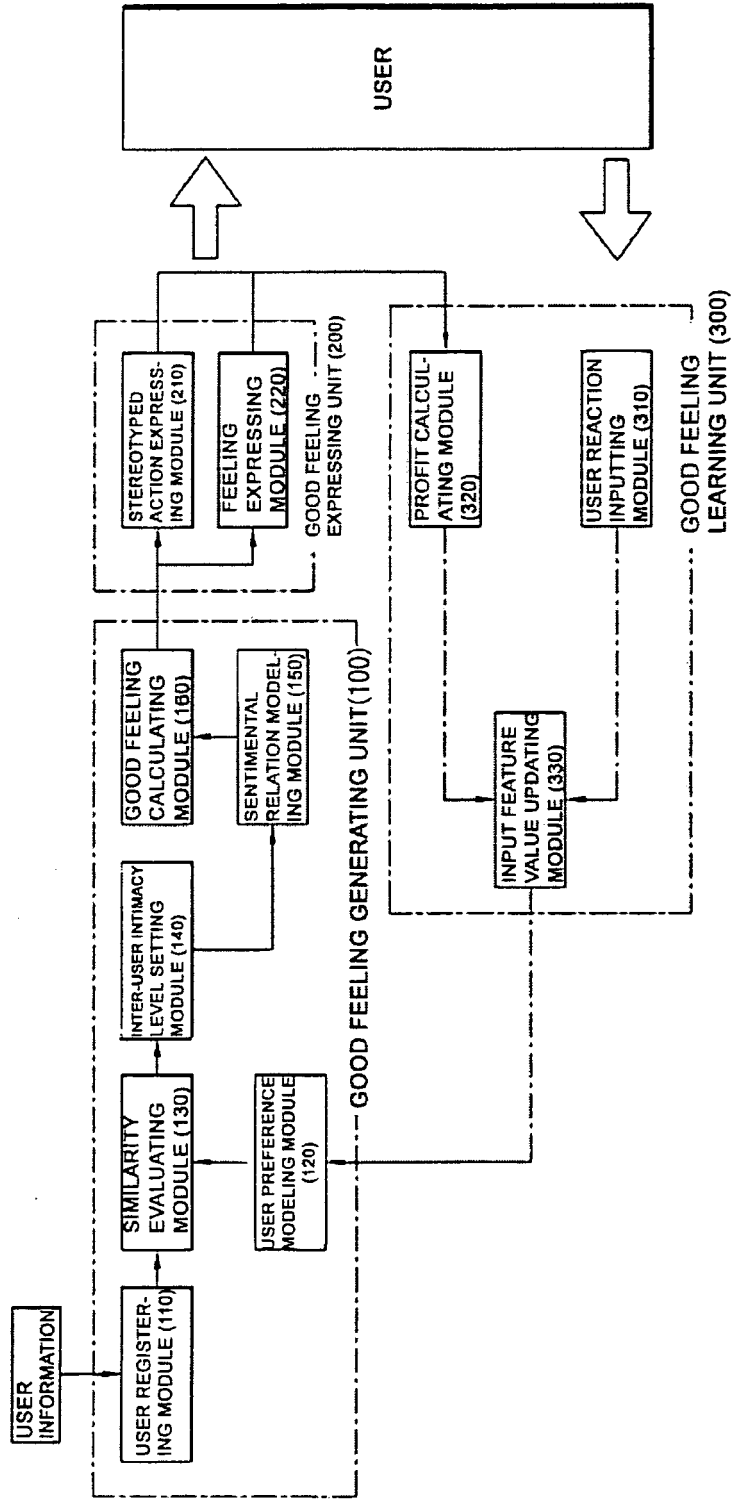 USER
INFORMATION
USER REGISTER-
ING MODULE (110)
SIMILARITY
EVALUATING
MODULE (130)
USER PREFERENCE
MODELING MODULE
(120)
INTER-USER INTIMACY
LEVEL SETTING
MODULE (140)
GOOD FEELING
CALCULATING
MODULE (160)
SENTIMENTAL
RELATION MODEL-
ING MODULE (150)
GOOD FEELING GENERATING UNIT(100)
STEREOTYPED
ACTION EXPRESS-
ING MODULE (210)
FEELING
EXPRESSING
MODULE (220)
GOOD FEELING
EXPRESSING UNIT (200)
USER
PROFIT CALCUL-
ATING MODULE
(320)
USER REACTION
INPUTTING
MODULE (310)
INPUT FEATURE
VALUE UPDATING
MODULE (330)
GOOD FEELING
LEARNING UNIT (300)